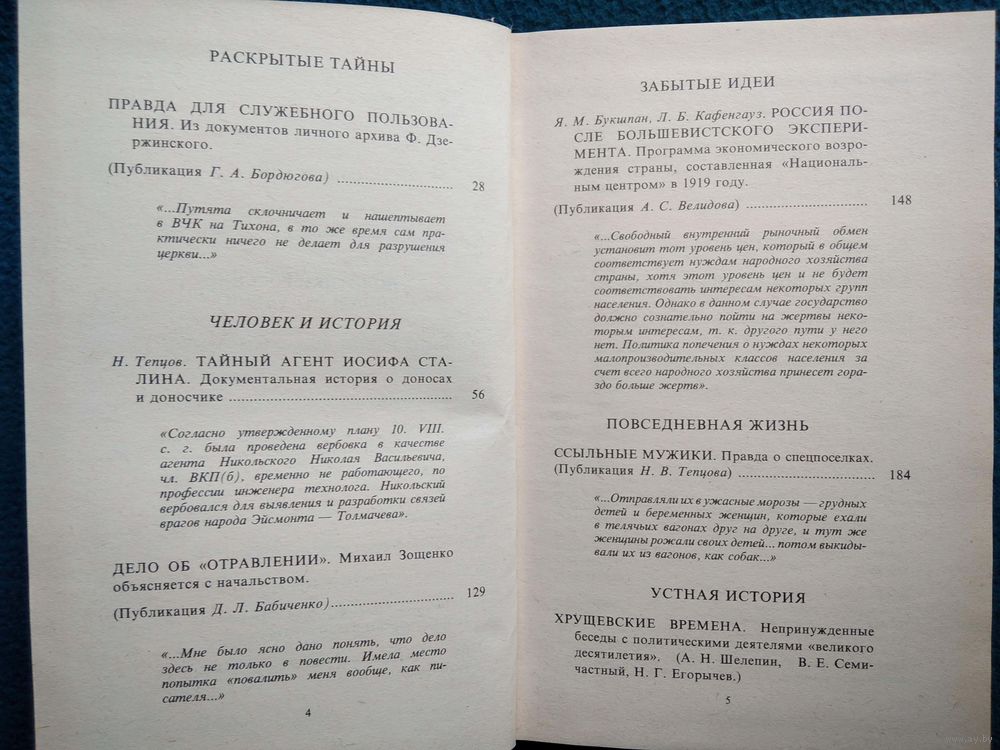 РАСКРЫТЫЕ ТАЙНЫ
ПРАВДА ДЛЯ СЛУЖЕБНОГО ПОЛЬЗОВА-
НИЯ. Из документов личного архива Ф. Дзе-
ржинского.
(Публикация Г. А. Бордюгова) .......................... 28
«...Путята склочничает и нашептывает
в ВЧК на Тихона, в то же время сам пра-
ктически ничего не делает для разрушения
церкви...»
ЧЕЛОВЕК И ИСТОРИЯ
Н. Тепцов. ТАЙНЫЙ АГЕНТ ИОСИФА СТА-
ЛИНА. Документальная история о доносах
и доносчике .......................... 56
«Согласно утвержденному плану 10. VIII.
с. г. была проведена вербовка в качестве
агента Никольского Николая Васильевича,
чл. ВКП(б), временно не работающего, по
профессии инженера технолога. Никольский
вербовался для выявления и разработки связей
врагов народа Эйсмонта — Толмачева».
ДЕЛО ОБ «ОТРАВЛЕНИИ». Михаил Зощенко
объясняется с начальством.
(Публикация Д. Л. Бабиченко) .......................... 129
«...Мне было ясно дано понять, что дело
здесь не только в повести. Имела место
попытка «повалить» меня вообще, как пи-
сателя...»
4
ЗАБЫТЫЕ ИДЕИ
Я. М. Букшпан, Л. Б. Кафенгауз. РОССИЯ ПО-
СЛЕ БОЛЬШЕВИСТСКОГО ЭКСПЕРИ-
МЕНТА. Программа экономического возро-
ждения страны, составленная «Националь-
ным центром» в 1919 году.
(Публикация А. С. Велидова) .......................... 148
«...Свободный внутренний рыночный обмен
установит тот уровень цен, который в общем
соответствует нуждам народного хозяйства
страны, хотя этот уровень цен и не будет
соответствовать интересам некоторых групп
населения. Однако в данном случае государство
должно сознательно пойти на жертвы неко-
торым интересам, т. к. другого пути у него
нет. Политика попечения о нуждах некоторых
малопроизводительных классов населения за
счет всего народного хозяйства принесет гора-
здо больше жертв».
ПОВСЕДНЕВНАЯ ЖИЗНЬ
ССЫЛЬНЫЕ МУЖИКИ. Правда о спецпоселках.
(Публикация Н. В. Тепцова) .......................... 184
«...Отправляли их в ужасные морозы — грудных
детей и беременных женщин, которые ехали
в телячьих вагонах друг на друге, и тут же
женщины рожали своих детей... потом выкиды-
вали их из вагонов, как собак...»
УСТНАЯ ИСТОРИЯ
ХРУЩЕВСКИЕ ВРЕМЕНА. Непринужденные
беседы с политическими деятелями «великого
десятилетия». (А. Н. Шелепин, В. Е. Семи-
частный, Н. Г. Егорычев.)
5
www.ay.by